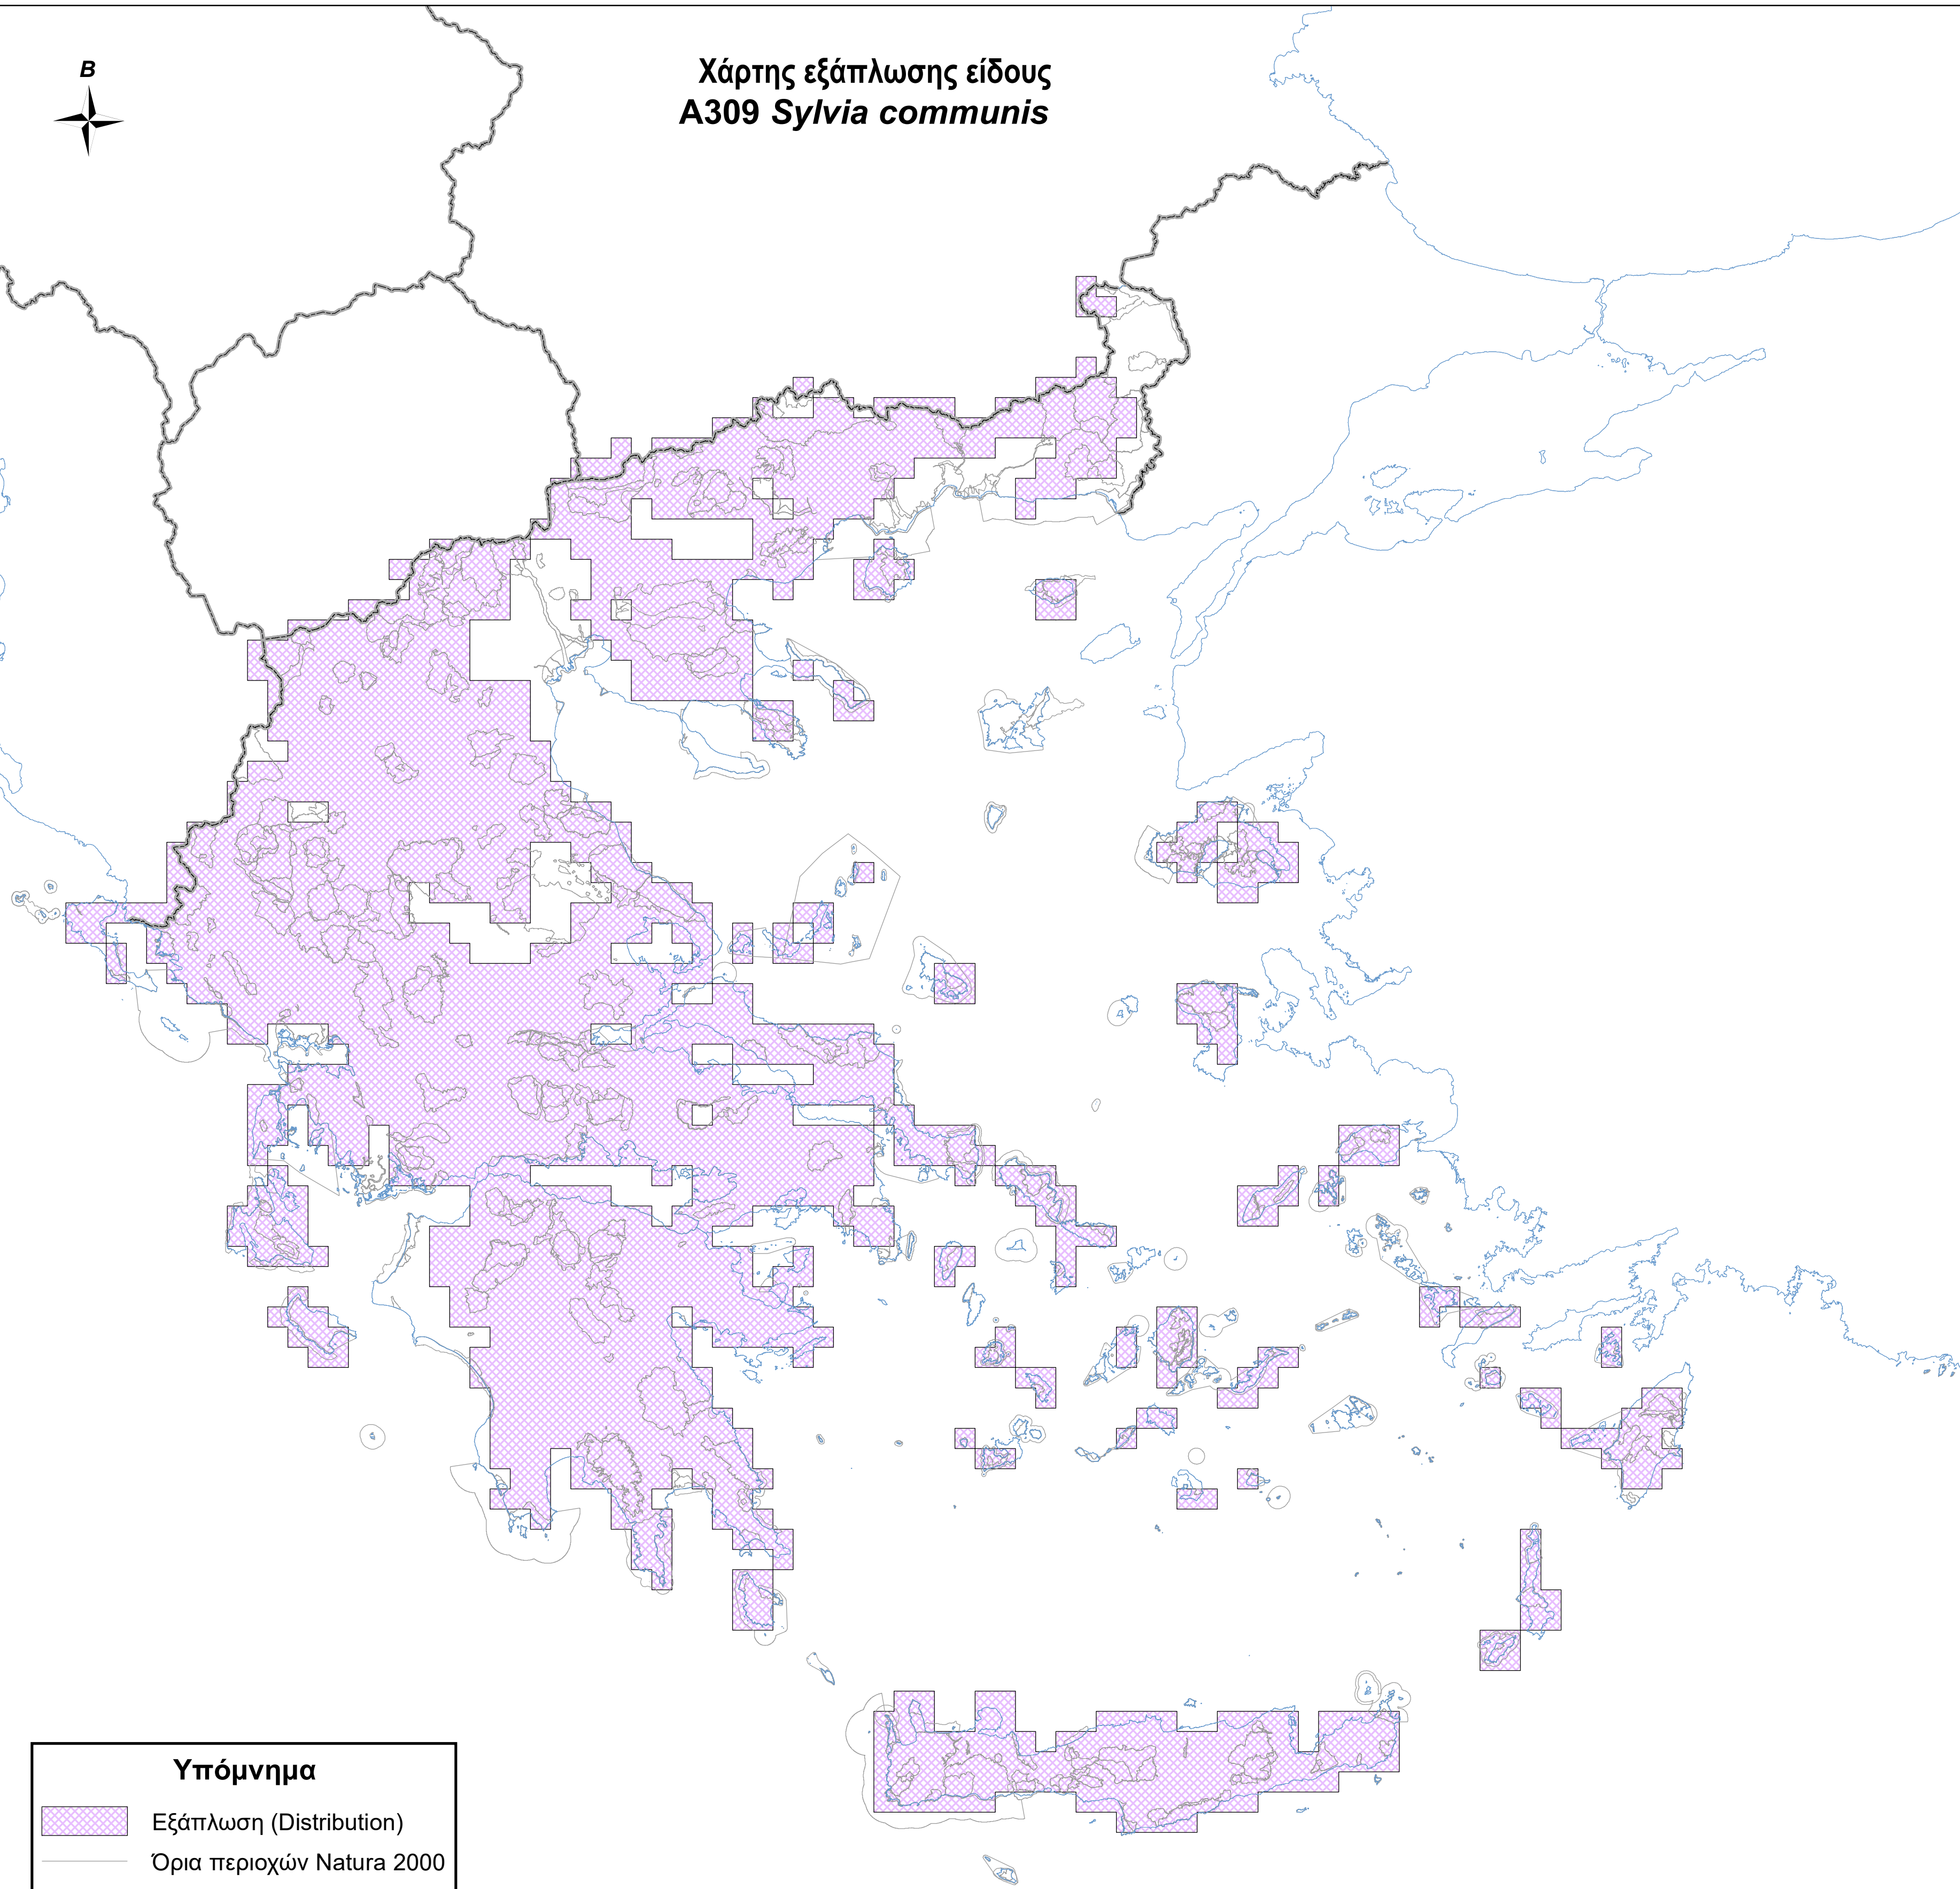 B
Χάρτης εξάπλωσης είδους
A309 Sylvia communis
Υπόμνημα
Εξάπλωση (Distribution)
Όρια περιοχών Natura 2000